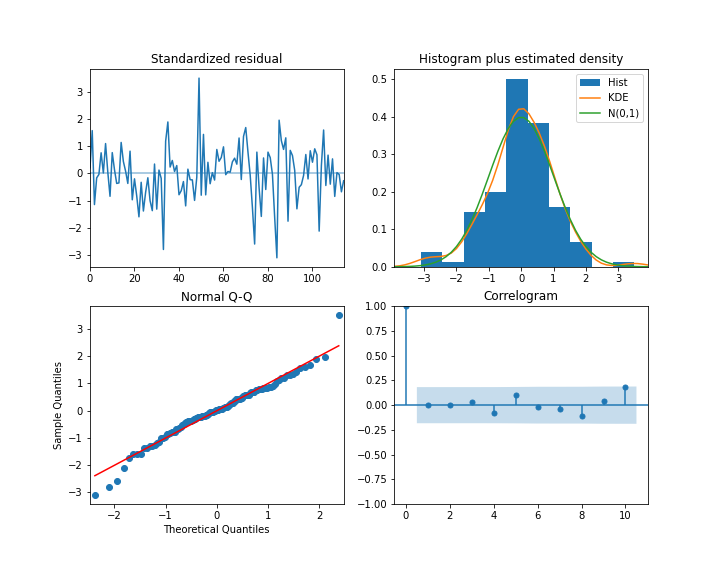 Standardized residual
3
2
1
0
−1
−2
−3
0 20 40 60 80 100
Histogram plus estimated density
Hist
KDE
N(0,1)
0.5
0.4
0.3
0.2
0.1
0.0
−3 −2 −1 0 1 2 3
Normal Q-Q
Sample Quantiles
3
2
1
0
−1
−2
−3
−2 −1 0 1 2
Theoretical Quantiles
Correlogram
1.00
0.75
0.50
0.25
0.00
−0.25
−0.50
−0.75
−1.00
0 2 4 6 8 10